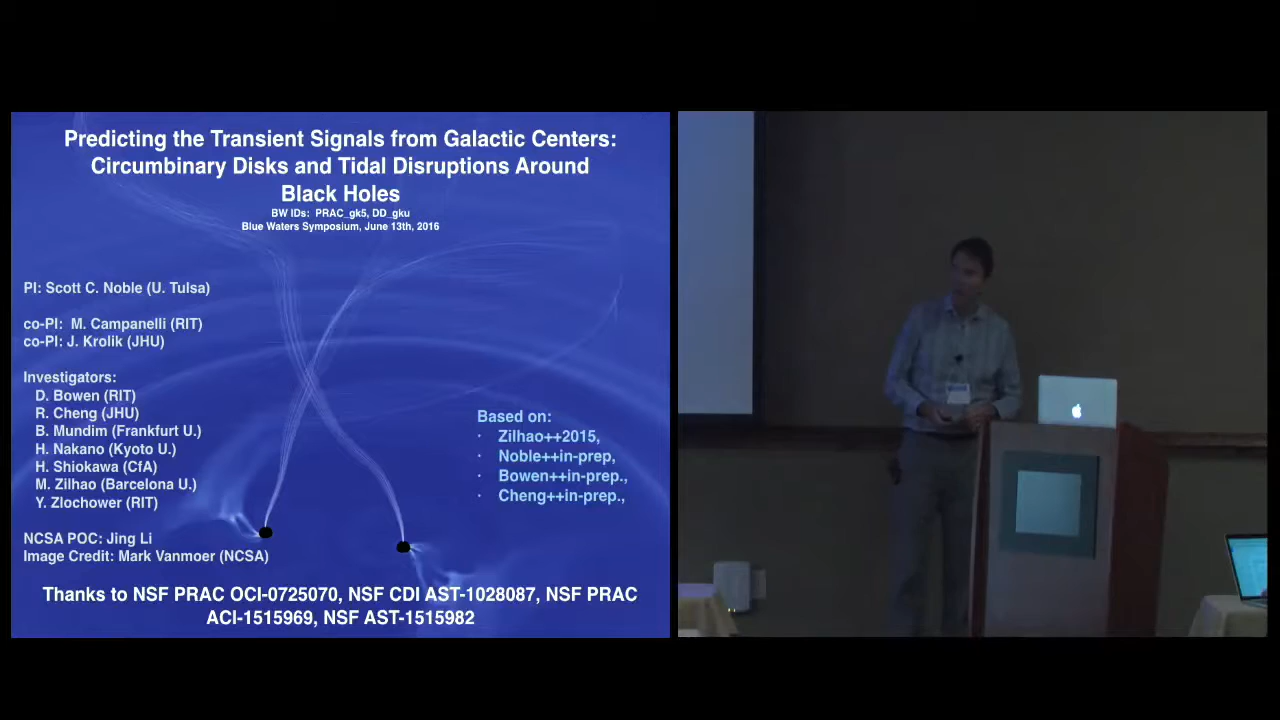 Predicting the Transient Signals from Galactic Centers:
Circumbinary Disks and Tidal Disruptions Around
Black Holes
BW IDs: PRAC_gk5, DD_gku
Blue Waters Symposium, June 13th, 2016
PI: Scott C. Noble (U. Tulsa)
co-PI: M. Campanelli (RIT)
co-PI: J. Krolik (JHU)
Investigators:
D. Bowen (RIT)
R. Cheng (JHU)
B. Mundim (Frankfurt U.)
H. Nakano (Kyoto U.)
H. Shiokawa (CfA)
M. Zilhao (Barcelona U.)
Y. Zlochower (RIT)
NCSA POC: Jing Li
Image Credit: Mark Vanmoer (NCSA)
Based on:
· Zilhao++2015,
· Noble++in-prep,
· Bowen++in-prep.,
· Cheng++in-prep.,
Thanks to NSF PRAC OCI-0725070, NSF CDI AST-1028087, NSF PRAC
ACI-1515969, NSF AST-1515982